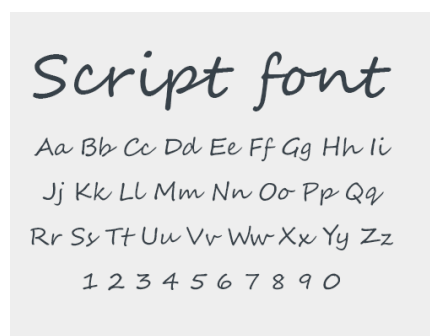 Script font
Aa Bb Cc Dd Ee Ff Gg Hh Ii
Jj Kk Ll Mm Nn Oo Pp Qq
Rr Ss Tt Uu Vv Ww Xx Yy Zz
1 2 3 4 5 6 7 8 9 0